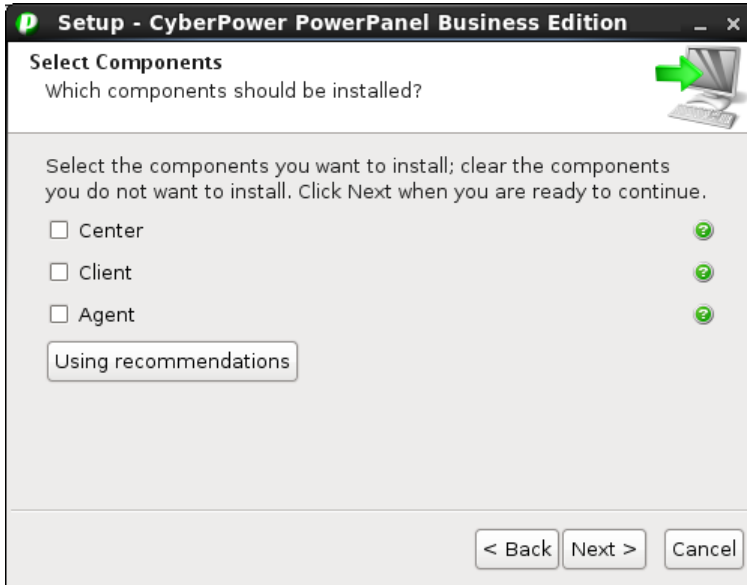 Setup - CyberPower PowerPanel Business Edition
Select Components
Which components should be installed?
Select the components you want to install; clear the components
you do not want to install. Click Next when you are ready to continue.
Center
Client
Agent
Using recommendations
< Back Next > Cancel